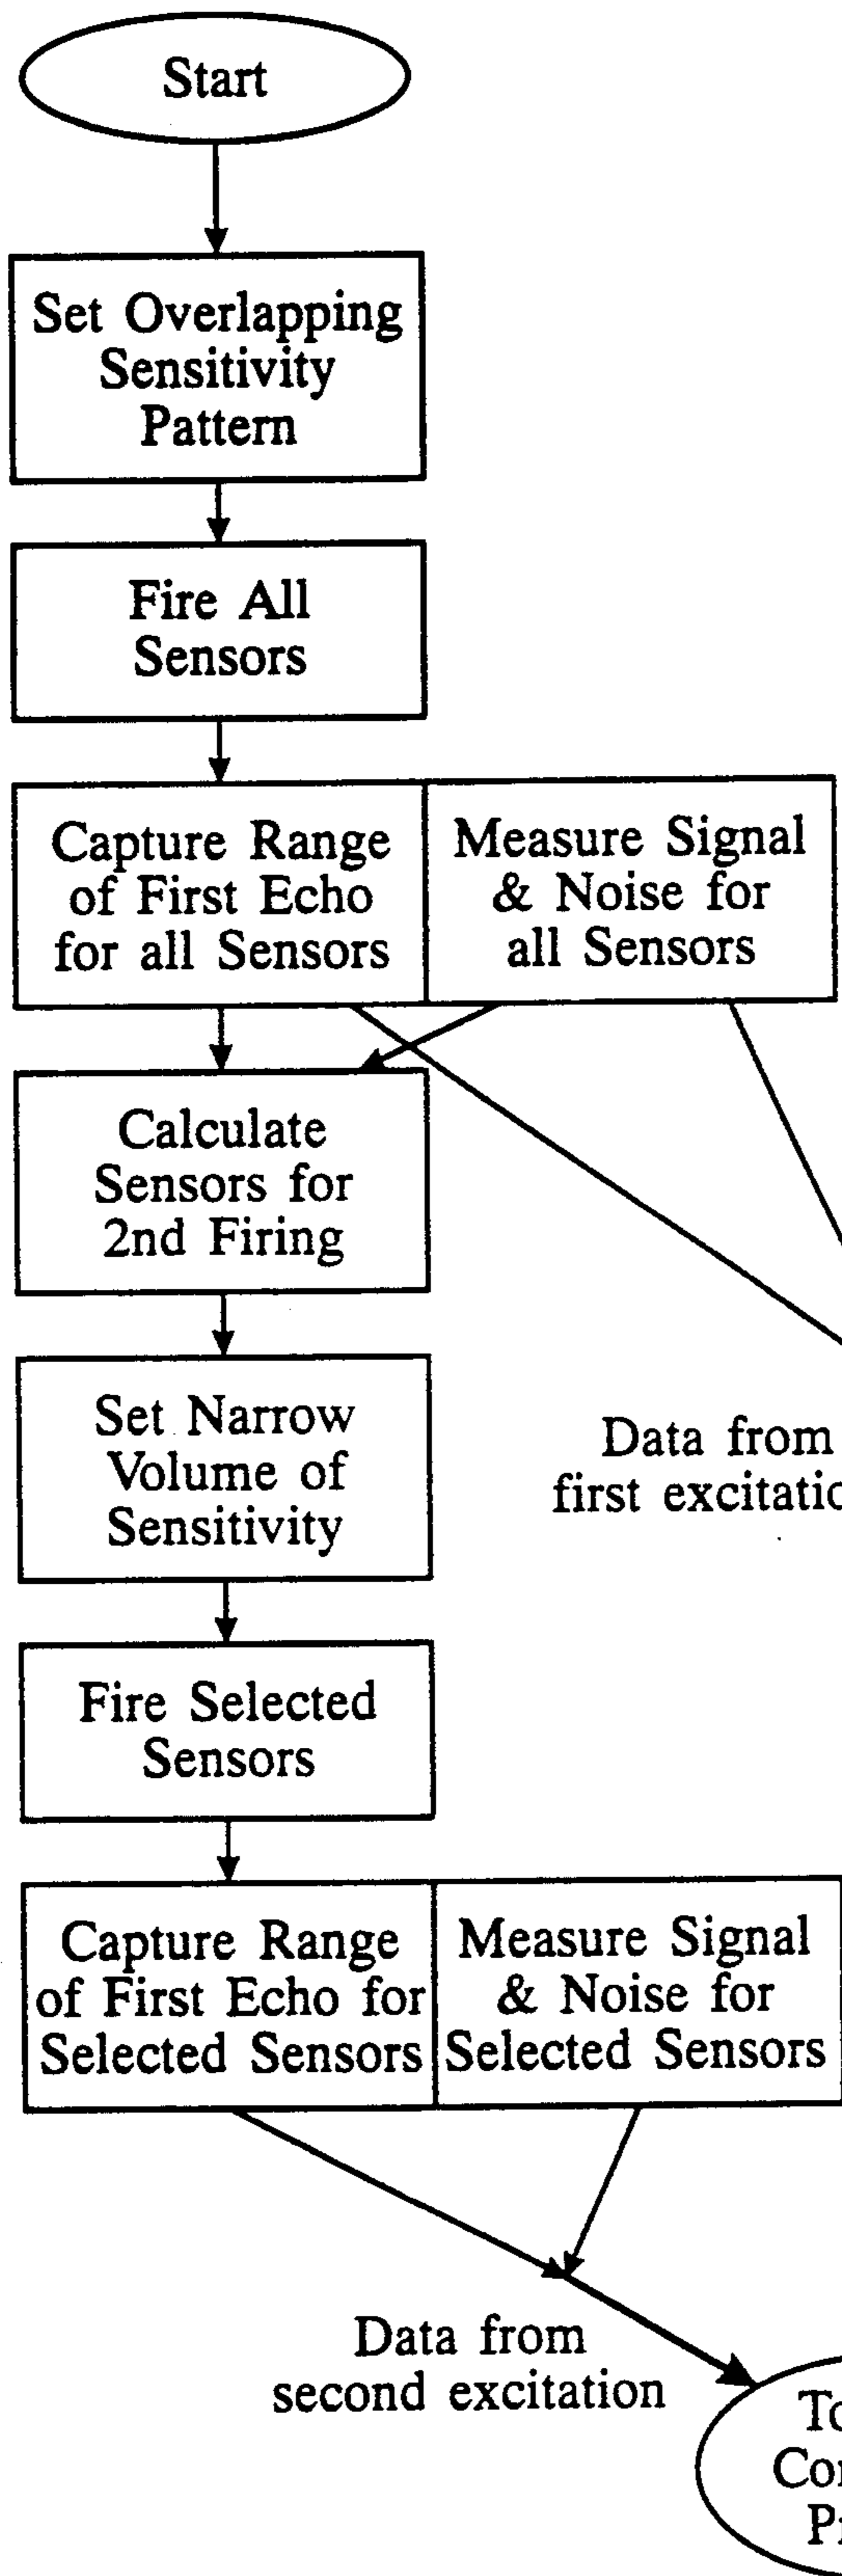 Start
Set Overlapping
Sensitivity
Pattern
Fire All
Sensors
Capture Range
of First Echo
for all Sensors
Measure Signal
& Noise for
all Sensors
Calculate
Sensors for
2nd Firing
Set Narrow
Volume of
Sensitivity
Data from
first
Fire Selected
Sensors
Capture Range
of First Echo for
Selected Sensors
Measure Signal
& Noise for
Selected Sensors
Data from
second excitation